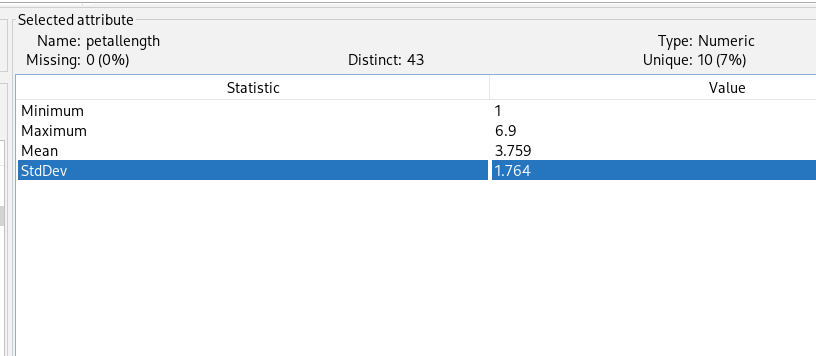 Selected attribute
Name: petallength Type: Numeric
Missing: 0 (0%) Distinct: 43 Unique: 10 (7%)
Statistic Value
Minimum 1
Maximum 6.9
Mean 3.759
StdDev 1.764